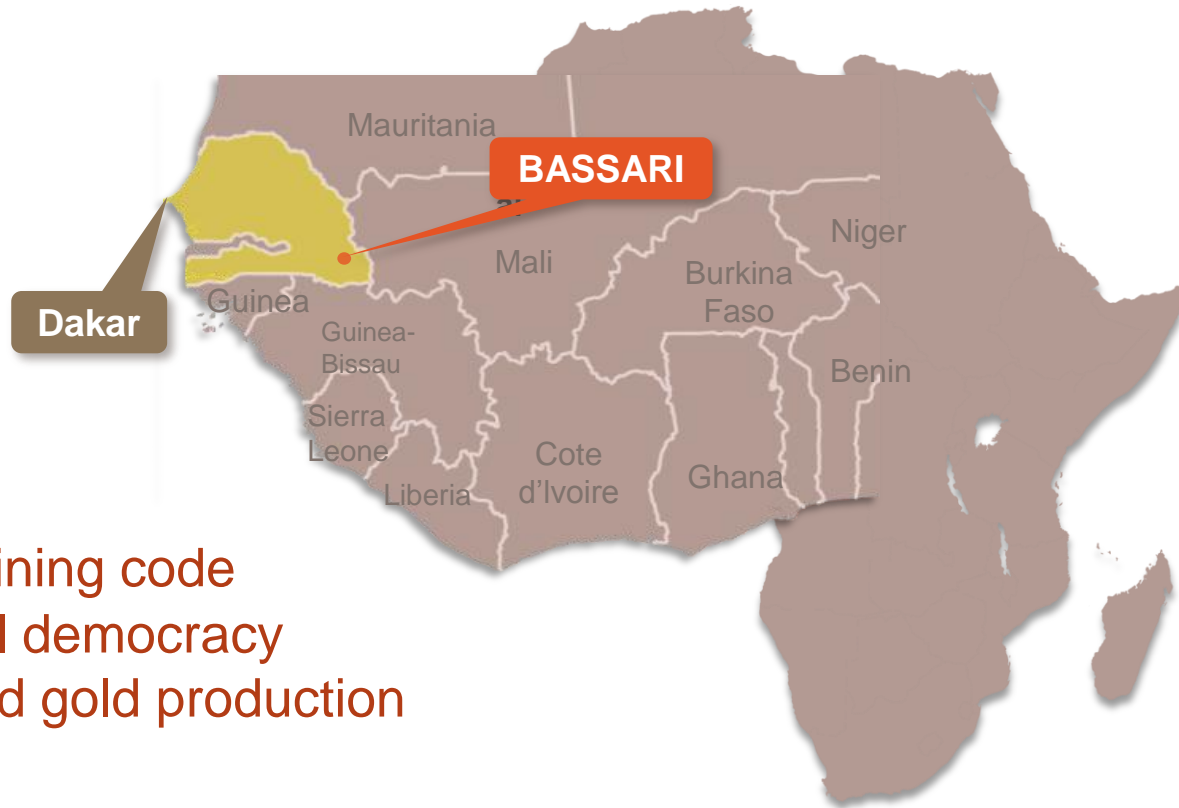 Mauritania
BASSARI
Mali
Niger
Burkina
Faso
Guinea
Dakar
Guinea-
Bissau
Benin
Sierra
Leone
Cote
d'Ivoire
Ghana
Liberia
ining code
democracy
gold production